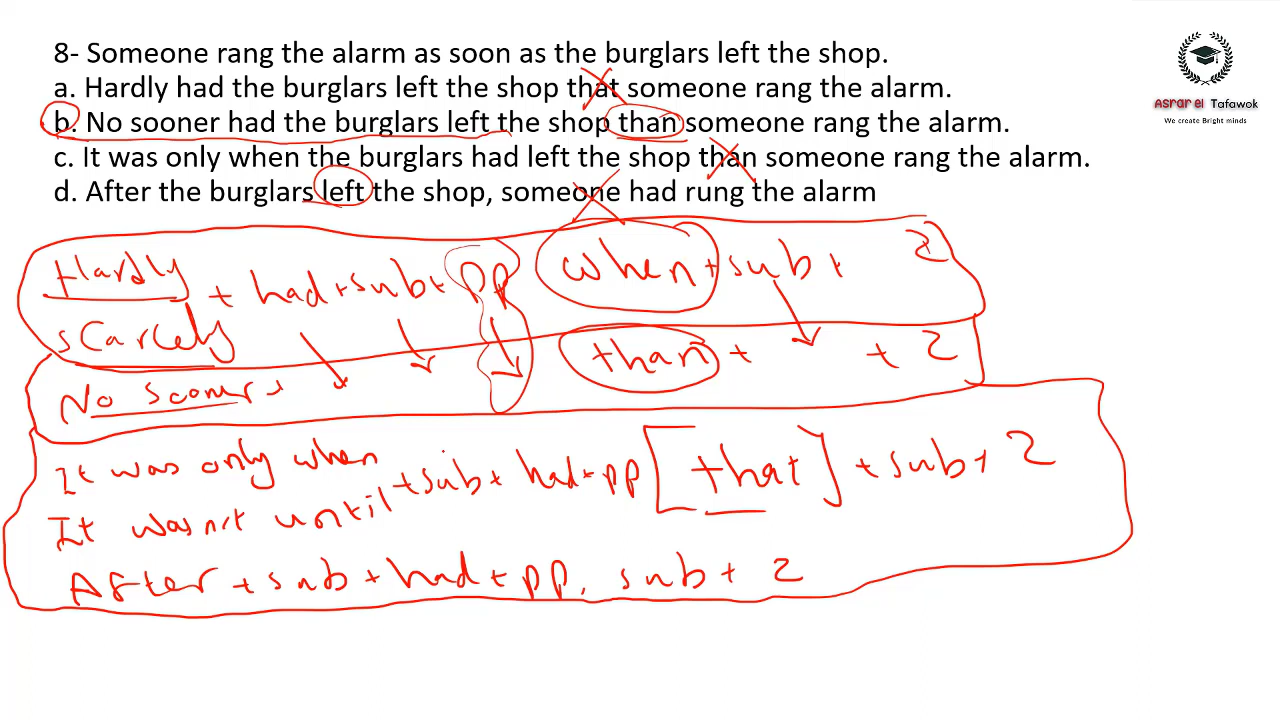 8- Someone rang the alarm as soon as the burglars left the shop.
a. Hardly had the burglars left the shop that someone rang the alarm.
b. No sooner had the burglars left the shop than someone rang the alarm.
c. It was only when the burglars had left the shop than someone rang the alarm.
d. After the burglars left the shop, someone had rung the alarm
Asrar el Tafawok
We create Bright minds
Hardly + had + sub + pp when + sub + 2
scarcely
No sooner + than + + 2
It was only when
+ sub + had + pp [that] + sub + 2
It was not until
After + sub + had + pp, sub + 2